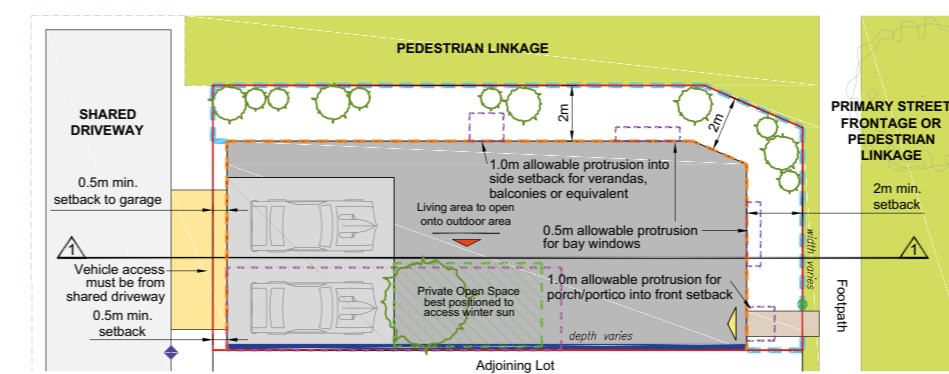 PEDESTRIAN LINKAGE
SHARED
DRIVEWAY
2m
2m
PRIMARY STREET
FRONTAGE OR
PEDESTRIAN
LINKAGE
0.5m min.
setback to garage
1.0m allowable protrusion into
side setback for verandas,
balconies or equivalent
Living area to open
onto outdoor area
0.5m allowable protrusion
for bay windows
2m min.
setback
1
1
width varies
Vehicle access
must be from
shared driveway
0.5m min.
setback
Private Open Space
best positioned to
access winter sun
1.0m allowable protrusion for
porch/portico into front setback
depth varies
Footpath
Adjoining Lot